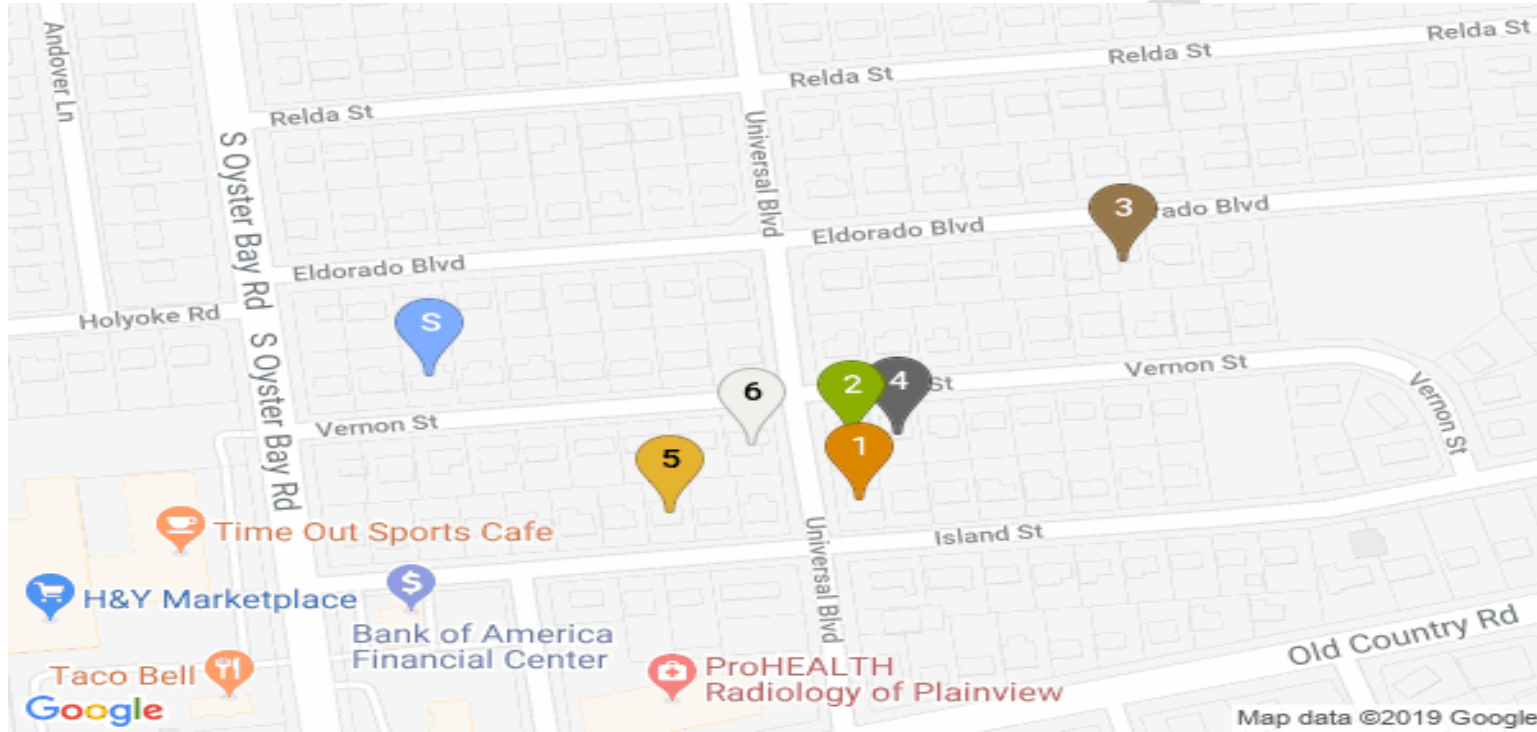 Andover Ln
Relda St
Relda St
Relda St
Relda St
S Oyster Bay Rd
Universal Blvd
3
rado Blvd
Eldorado Blvd
Eldorado Blvd
Holyoke Rd
S
S Oyster Bay Rd
Vernon St
Vernon St
2
4
St
6
Vernon St
1
5
Time Out Sports Cafe
Universal Blvd
Island St
H&Y Marketplace
$
Bank of America
Financial Center
Old Country Rd
Taco Bell
ProHEALTH
Radiology of Plainview
Google
Map data ©2019 Google